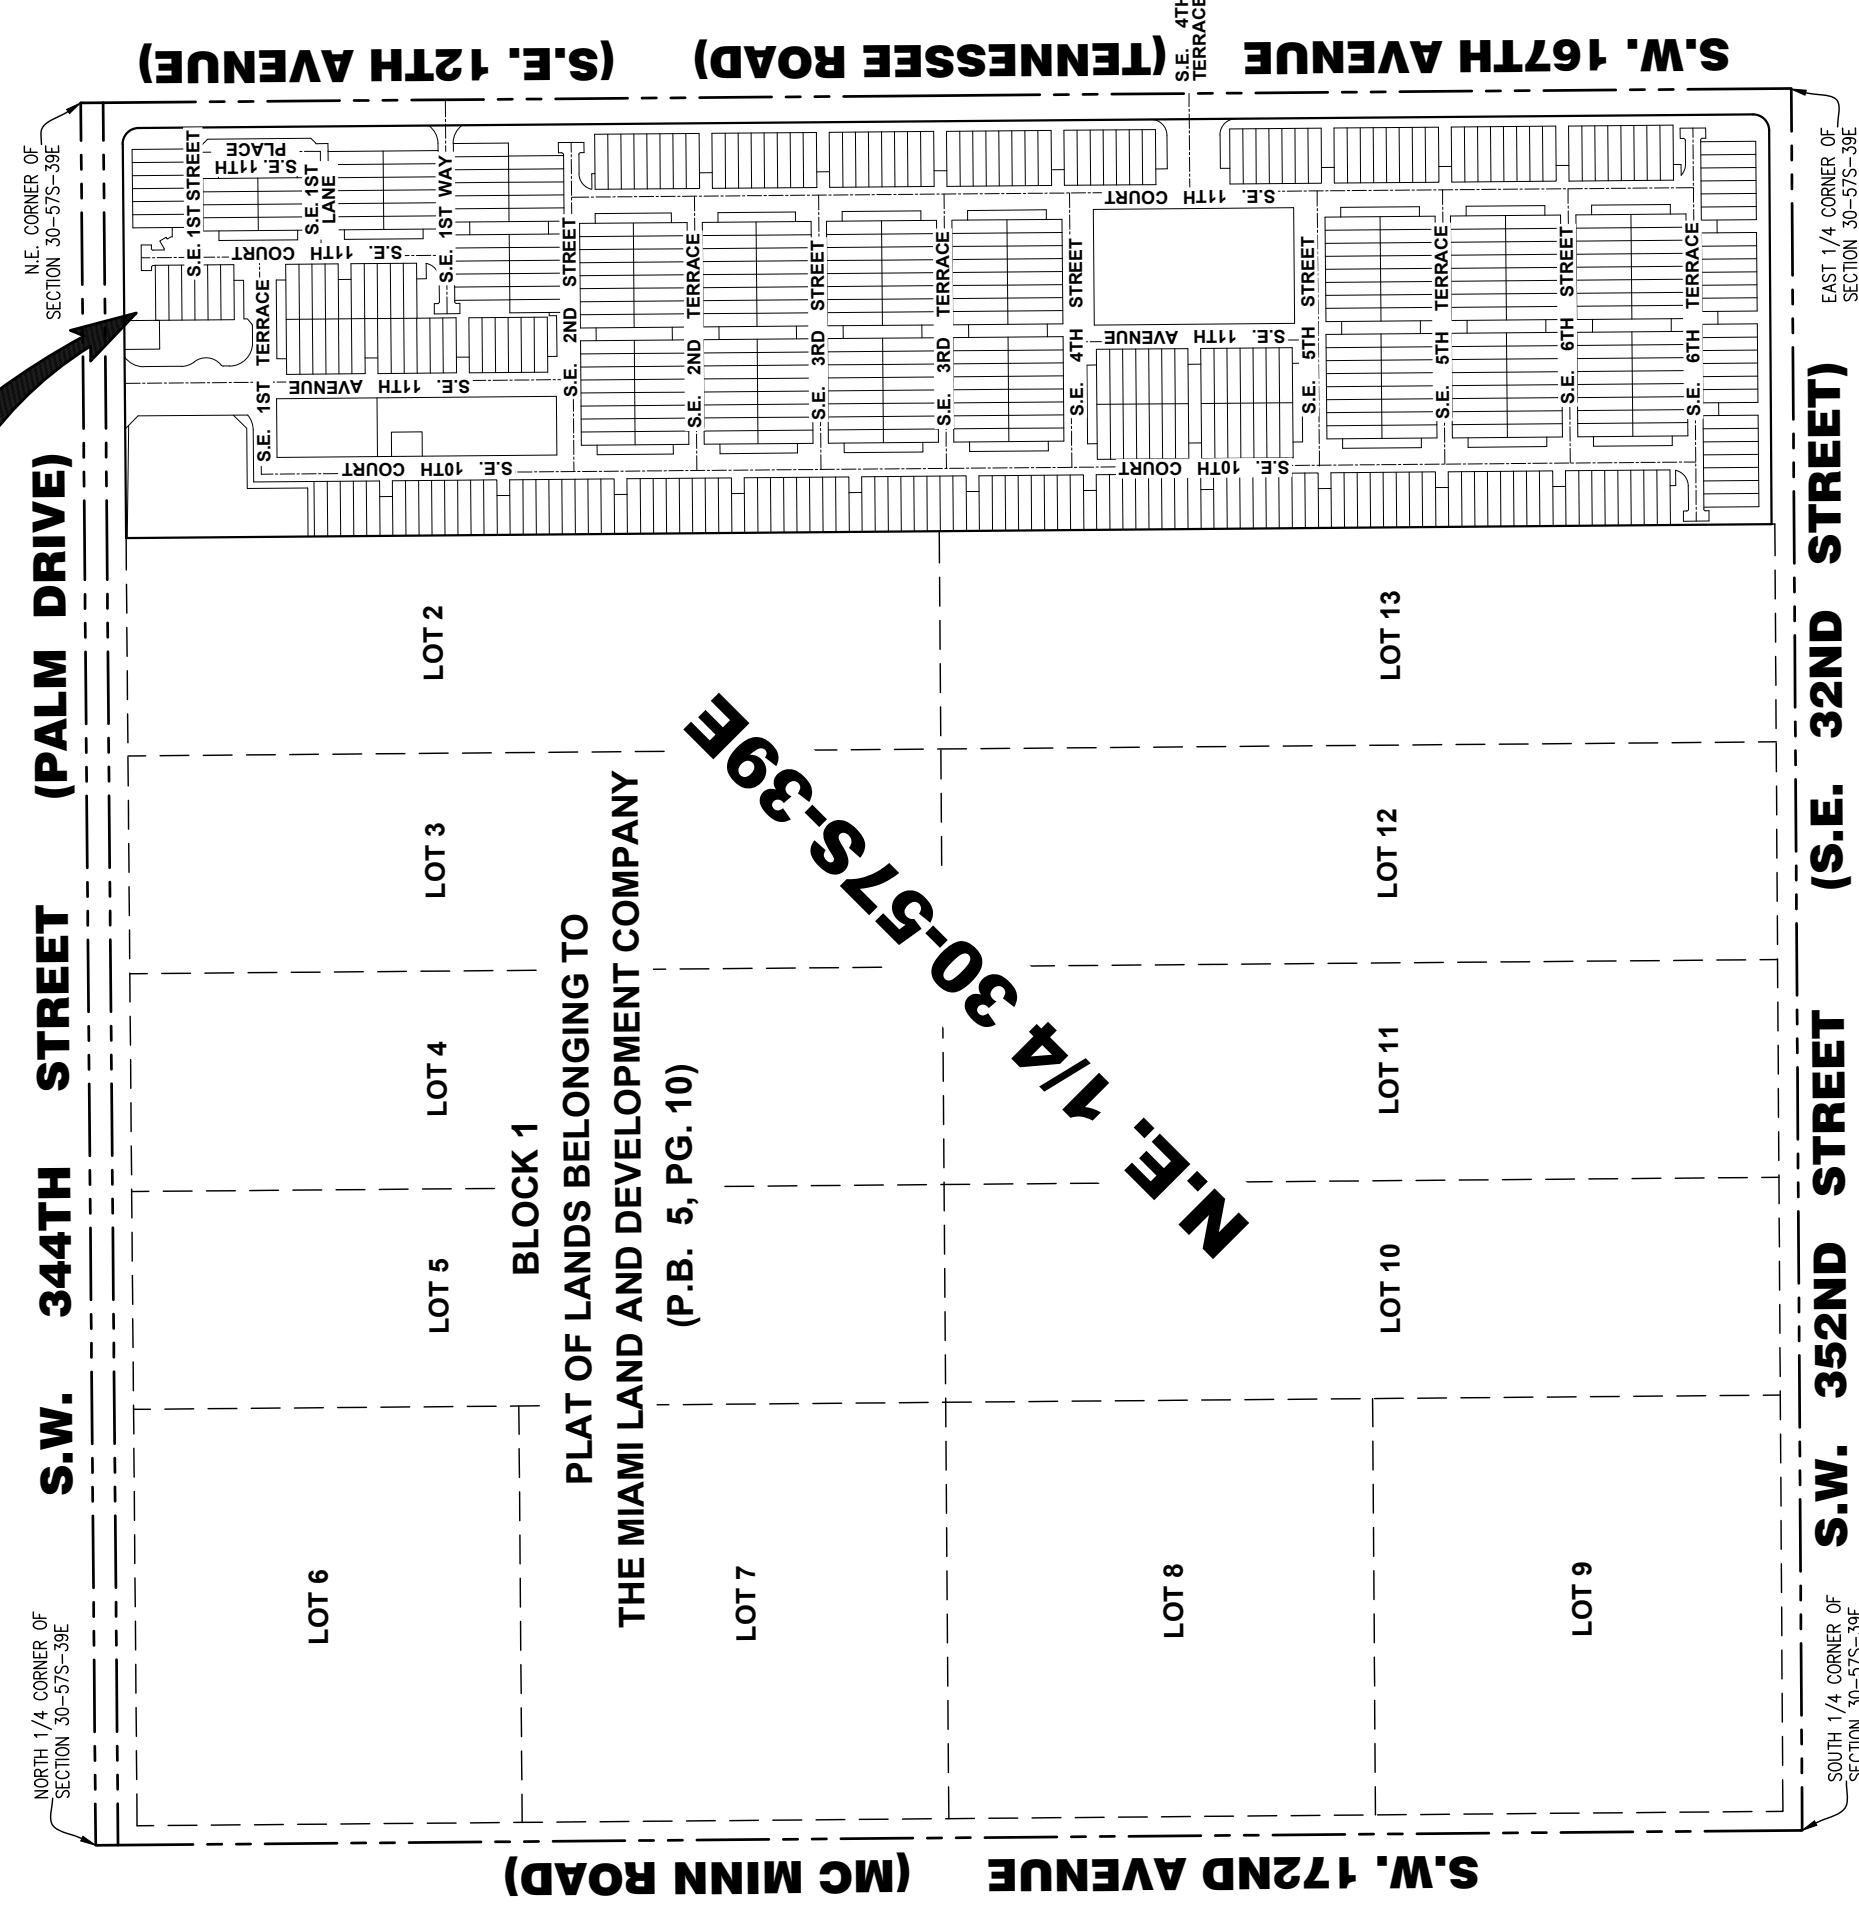 S.W. 167TH AVENUE (TENNESSEE ROAD) (S.E. 12TH AVENUE)
S.E. 4TH
TERRACE
N.E. CORNER OF
SECTION 30-57S-39E
EAST 1/4 CORNER OF
SECTION 30-57S-39E
S.W. 344TH STREET (PALM DRIVE)
S.W. 352ND STREET (S.E. 32ND STREET)
S.E. 1ST STREET
S.E. 11TH
PLACE
S.E. 1ST
LANE
S.E. 1ST WAY
S.E. 11TH COURT
S.E. 1ST TERRACE
S.E. 11TH AVENUE
S.E. 10TH COURT
S.E. 2ND STREET
S.E. 2ND TERRACE
S.E. 3RD STREET
S.E. 3RD TERRACE
S.E. 4TH STREET
S.E. 11TH COURT
S.E. 11TH AVENUE
S.E. 10TH COURT
S.E. 5TH STREET
S.E. 5TH TERRACE
S.E. 6TH STREET
S.E. 6TH TERRACE
LOT 2
LOT 13
LOT 3
LOT 12
LOT 4
LOT 11
LOT 5
LOT 10
BLOCK 1
PLAT OF LANDS BELONGING TO
THE MIAMI LAND AND DEVELOPMENT COMPANY
(P.B. 5, PG. 10)
N.E. 1/4 30-57S-39E
LOT 6
LOT 7
LOT 8
LOT 9
NORTH 1/4 CORNER OF
SECTION 30-57S-39E
SOUTH 1/4 CORNER OF
SECTION 30-57S-39E
S.W. 172ND AVENUE (MC MINN ROAD)